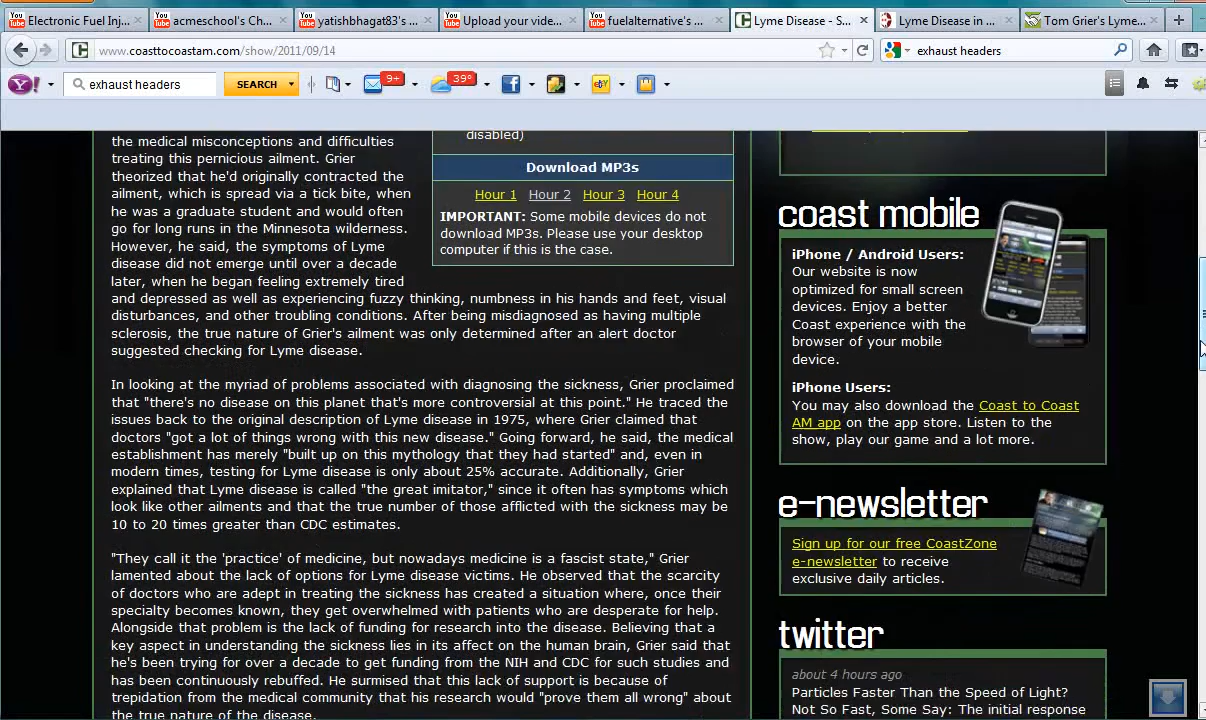 Electronic Fuel Inj...
acmeschool's Ch...
yatishbhagat83's ...
Upload your vide...
fuelalternative's ...
Lyme Disease - S...
Lyme Disease in ...
Tom Grier's Lyme...
www.coasttocoastam.com/show/2011/09/14
exhaust headers
exhaust headers
SEARCH
9+
39°
disabled)
Download MP3s
Hour 1 Hour 2 Hour 3 Hour 4
IMPORTANT: Some mobile devices do not
download MP3s. Please use your desktop
computer if this is the case.
the medical misconceptions and difficulties
treating this pernicious ailment. Grier
theorized that he'd originally contracted the
ailment, which is spread via a tick bite, when
he was a graduate student and would often
go for long runs in the Minnesota wilderness.
However, he said, the symptoms of Lyme
disease did not emerge until over a decade
later, when he began feeling extremely tired
and depressed as well as experiencing fuzzy thinking, numbness in his hands and feet, visual
disturbances, and other troubling conditions. After being misdiagnosed as having multiple
sclerosis, the true nature of Grier's ailment was only determined after an alert doctor
suggested checking for Lyme disease.
In looking at the myriad of problems associated with diagnosing the sickness, Grier proclaimed
that "there's no disease on this planet that's more controversial at this point." He traced the
issues back to the original description of Lyme disease in 1975, where Grier claimed that
doctors "got a lot of things wrong with this new disease." Going forward, he said, the medical
establishment has merely "built up on this mythology that they had started" and, even in
modern times, testing for Lyme disease is only about 25% accurate. Additionally, Grier
explained that Lyme disease is called "the great imitator," since it often has symptoms which
look like other ailments and that the true number of those afflicted with the sickness may be
10 to 20 times greater than CDC estimates.
"They call it the 'practice' of medicine, but nowadays medicine is a fascist state," Grier
lamented about the lack of options for Lyme disease victims. He observed that the scarcity
of doctors who are adept in treating the sickness has created a situation where, once their
specialty becomes known, they get overwhelmed with patients who are desperate for help.
Alongside that problem is the lack of funding for research into the disease. Believing that a
key aspect in understanding the sickness lies in its affect on the human brain, Grier said that
he's been trying for over a decade to get funding from the NIH and CDC for such studies and
has been continuously rebuffed. He surmised that this lack of support is because of
trepidation from the medical community that his research would "prove them all wrong" about
the true nature of the disease.
coast mobile
iPhone / Android Users:
Our website is now
optimized for small screen
devices. Enjoy a better
Coast experience with the
browser of your mobile
device.
iPhone Users:
You may also download the Coast to Coast
AM app on the app store. Listen to the
show, play our game and a lot more.
e-newsletter
Sign up for our free CoastZone
e-newsletter to receive
exclusive daily articles.
twitter
about 4 hours ago
Particles Faster Than the Speed of Light?
Not So Fast, Some Say: The initial response